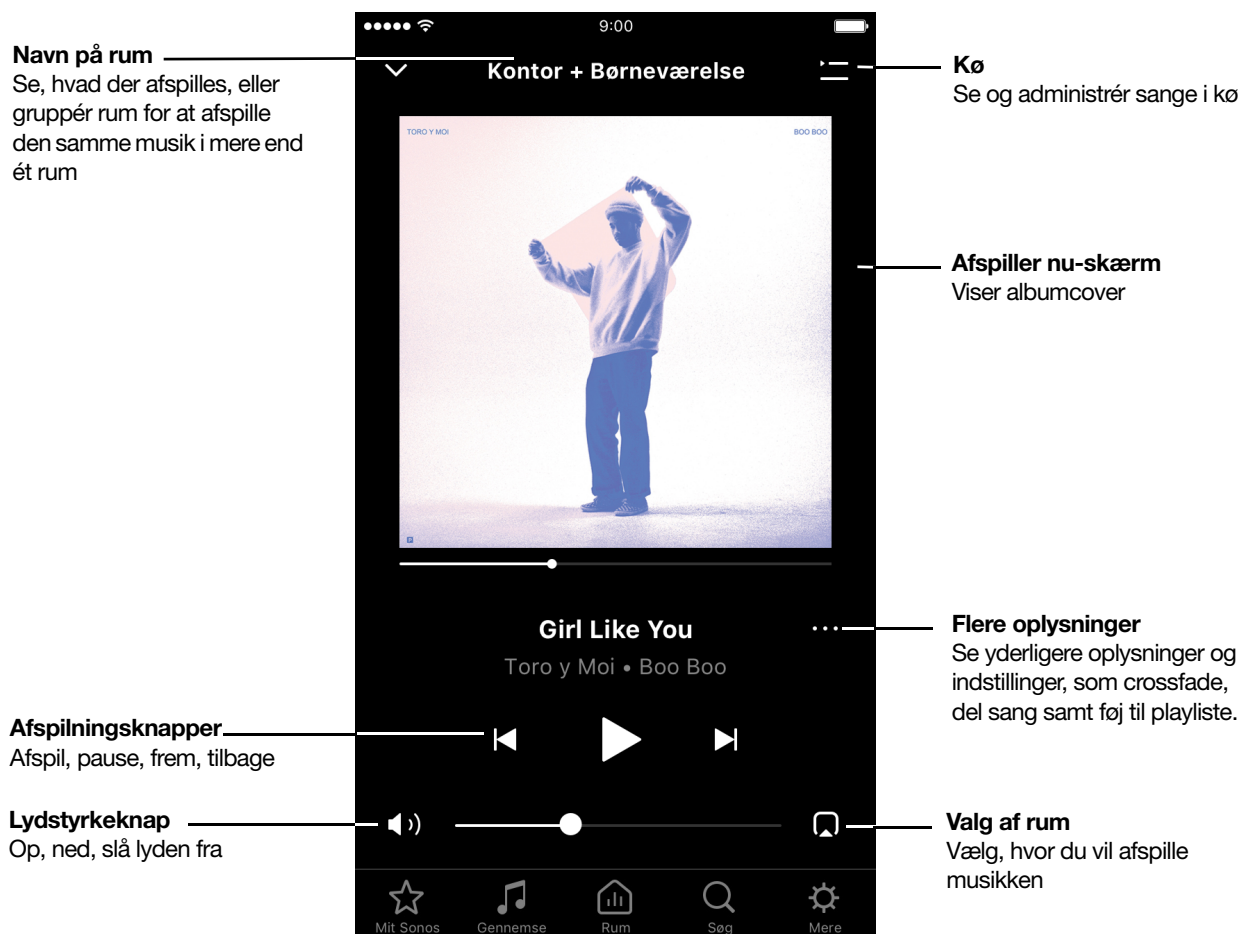 Navn på rum
Se, hvad der afspilles, eller
gruppér rum for at afspille
den samme musik i mere end
ét rum
Afspilningsknapper
Afspil, pause, frem, tilbage
Lydstyrkeknap
Op, ned, slå lyden fra
9:00
Kontor + Børneværelse
TORO Y MOI
BOO BOO
Girl Like You
Toro y Moi • Boo Boo
Mit Sonos
Gennemse
Rum
Søg
Mere
Kø
Se og administrér sange i kø
Afspiller nu-skærm
Viser albumcover
Flere oplysninger
Se yderligere oplysninger og
indstillinger, som crossfade,
del sang samt føj til playliste.
Valg af rum
Vælg, hvor du vil afspille
musikken